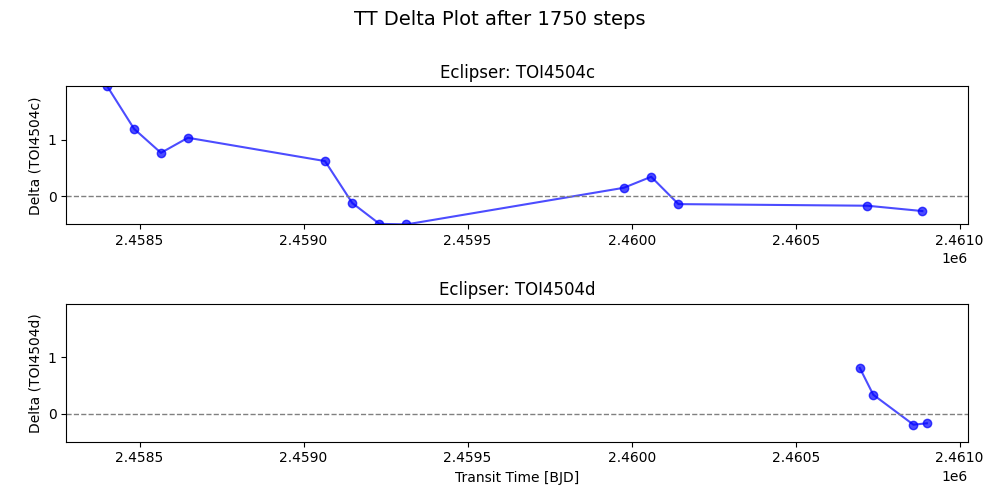 TT Delta Plot after 1750 steps
Eclipser: TOI4504c
Delta (TOI4504c)
1
0
2.4585 2.4590 2.4595 2.4600 2.4605 2.4610
1e6
Eclipser: TOI4504d
Delta (TOI4504d)
1
0
2.4585 2.4590 2.4595 2.4600 2.4605 2.4610
1e6
Transit Time [BJD]